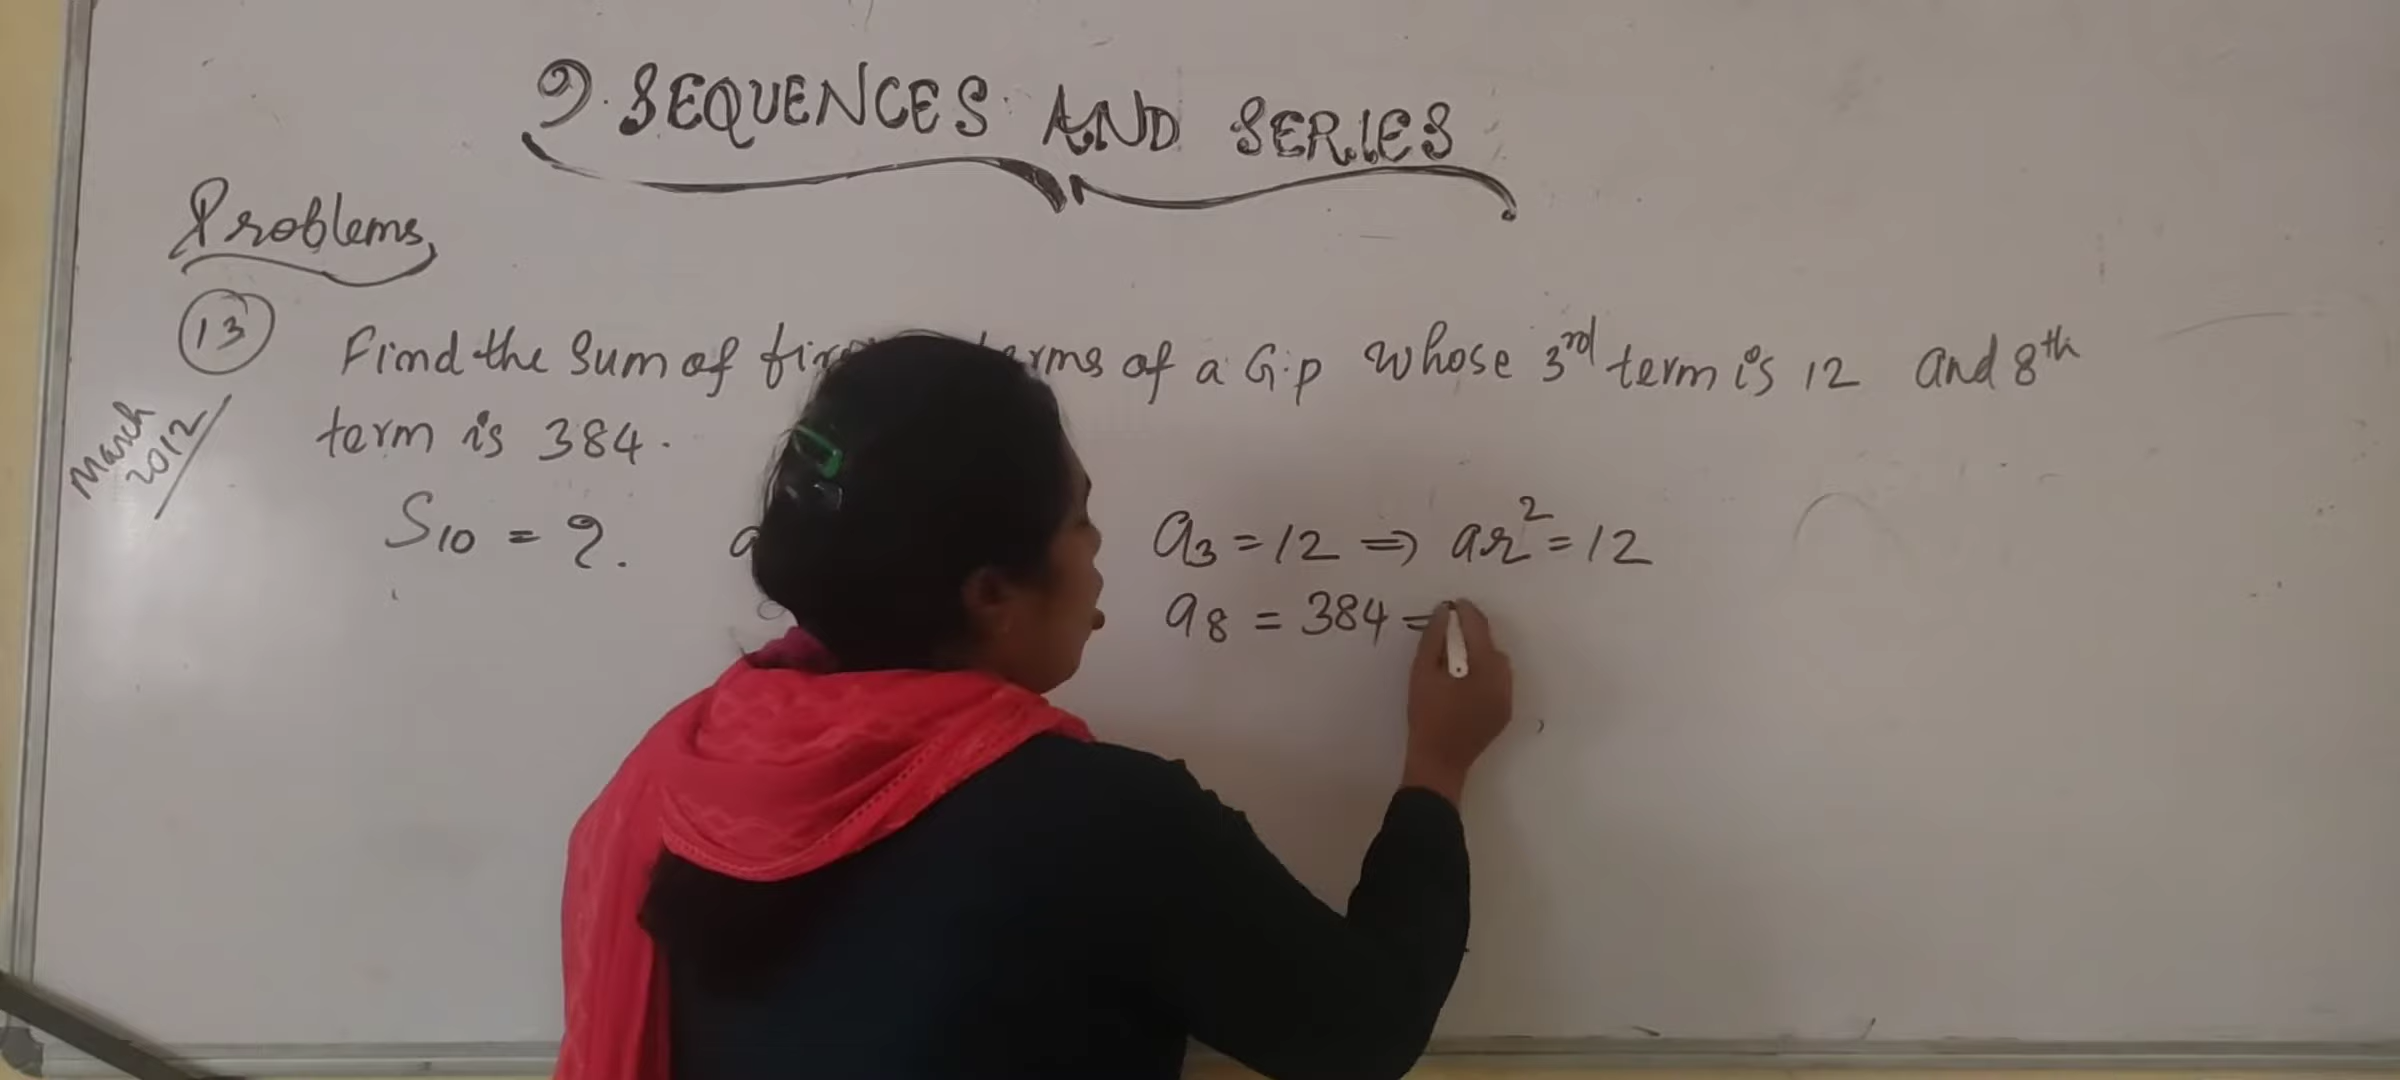 9. SEQUENCES AND SERIES
Problems,
13 Find the Sum of terms of a G.P whose 3rd term is 12 and 8th
term is 384.
March
2012
S10 = ?. a3 = 12 ⇒ ar² = 12
a8 = 384 =